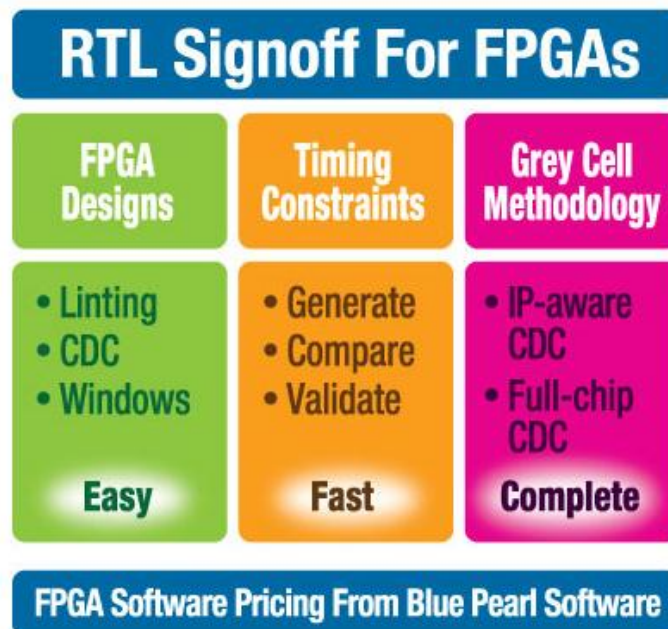 RTL Signoff For FPGAs
FPGA
Designs
• Linting
• CDC
• Windows
Easy
Timing
Constraints
• Generate
• Compare
• Validate
Fast
Grey Cell
Methodology
• IP-aware
CDC
• Full-chip
CDC
Complete
FPGA Software Pricing From Blue Pearl Software